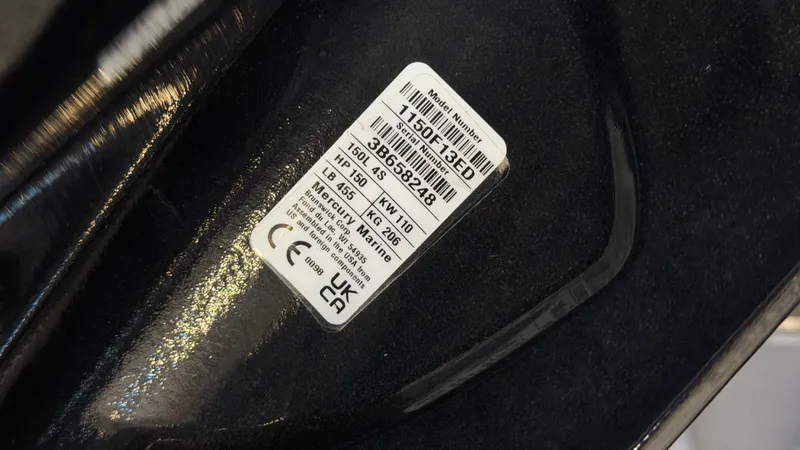 Model Number
1150F13ED
Serial Number
3B658248
150L 4S
HP 150 KW 110
LB 455 KG 206
Mercury Marine
Brunswick Corp
Fond du Lac, WI 54935
Assembled in the USA from
US and foreign components
CE 0098 UK
CA